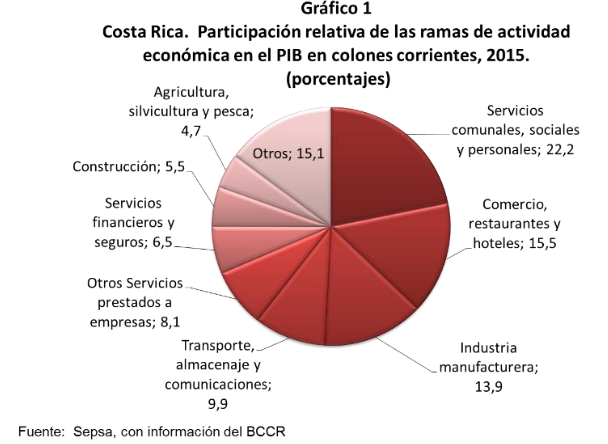 Gráfico 1
Costa Rica.  Participación relativa de las ramas de actividad
económica en el PIB en colones corrientes, 2015.
(porcentajes)
Servicios
comunales, sociales
y personales; 22,2
Comercio,
restaurantes y
hoteles; 15,5
Industria
manufacturera;
13,9
Transporte,
almacenaje y
comunicaciones;
9,9
Otros Servicios
prestados a
empresas; 8,1
Servicios
financieros y
seguros; 6,5
Construcción; 5,5
Agricultura,
silvicultura y pesca;
4,7
Otros; 15,1
Fuente:  Sepsa, con información del BCCR